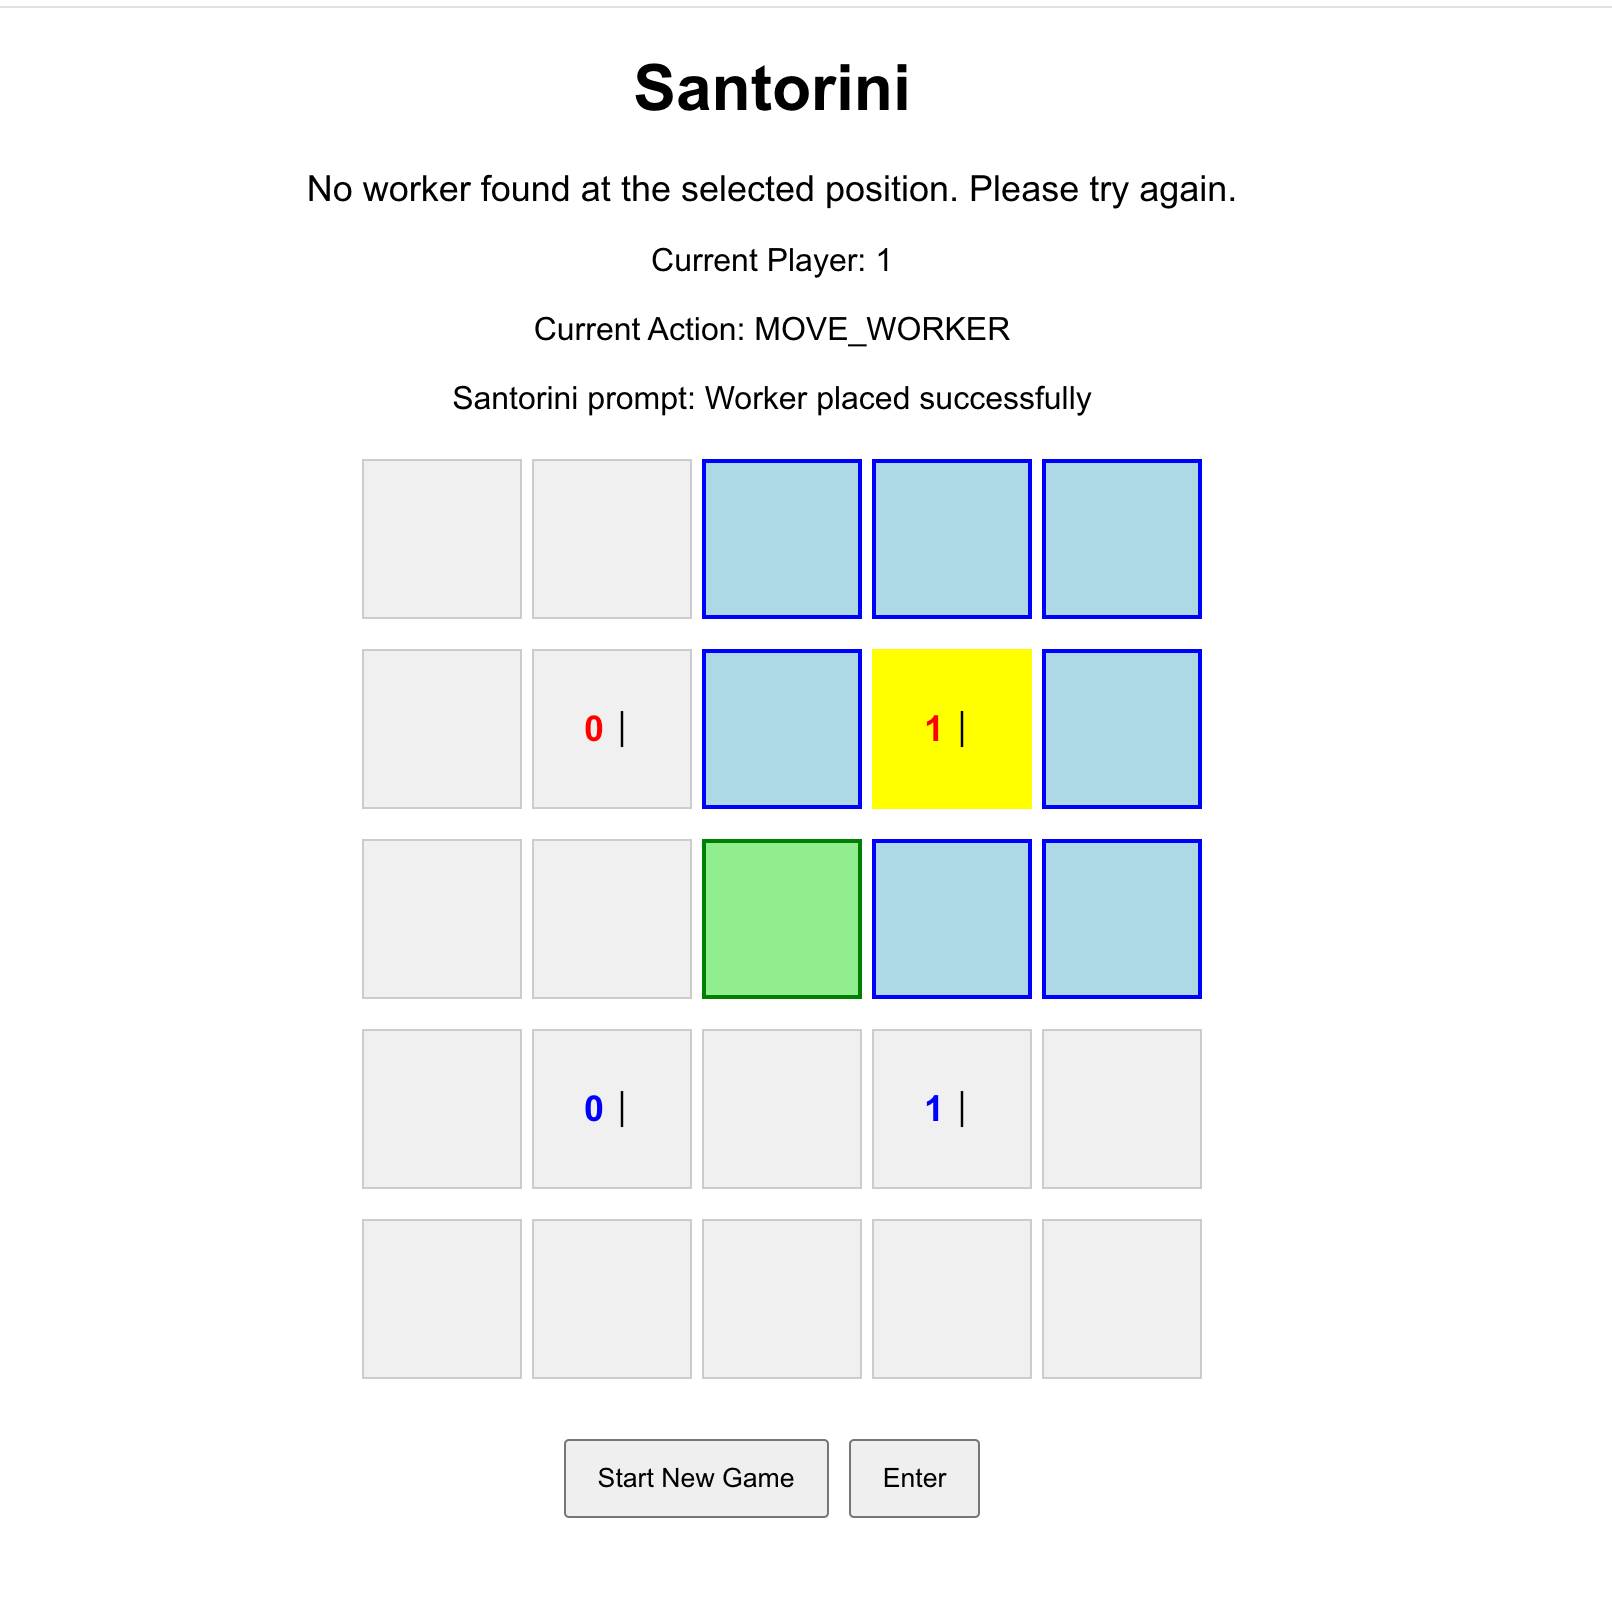 Santorini
No worker found at the selected position. Please try again.
Current Player: 1
Current Action: MOVE_WORKER
Santorini prompt: Worker placed successfully
0 | 1 |
0 | 1 |
Start New Game Enter